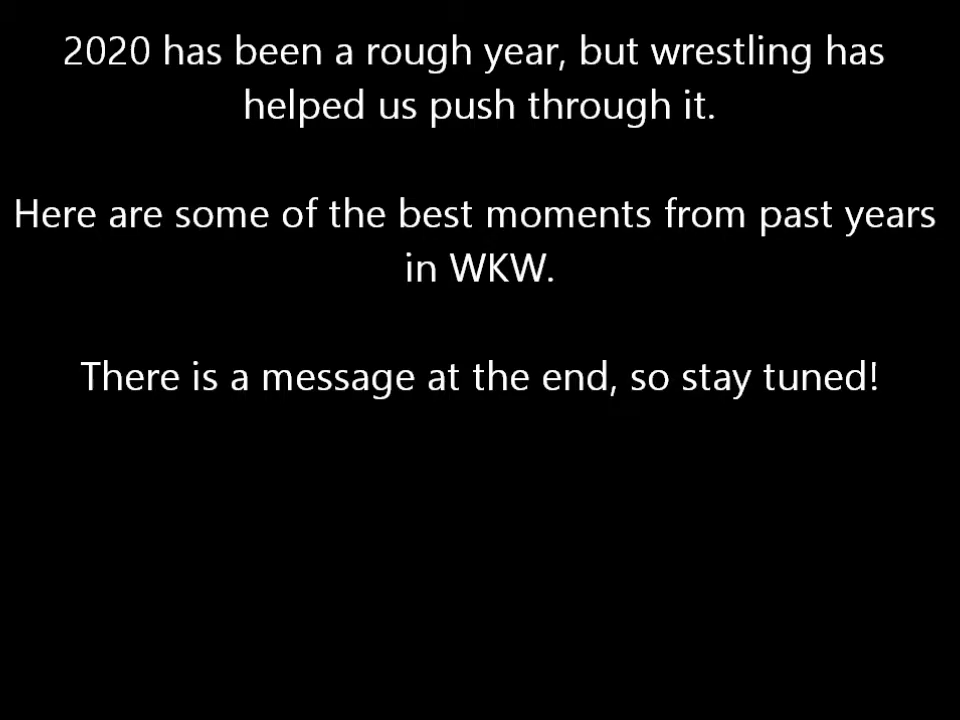 2020 has been a rough year, but wrestling has
helped us push through it.
Here are some of the best moments from past years
in WKW.
There is a message at the end, so stay tuned!